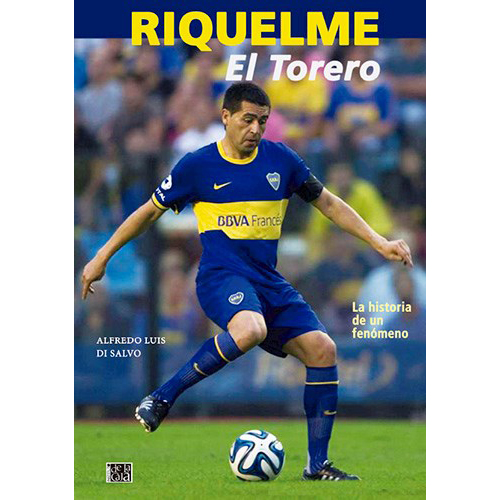 RIQUELME
El Torero
BBVA Francés
La historia
de un
fenómeno
ALFREDO LUIS
DI SALVO
de la